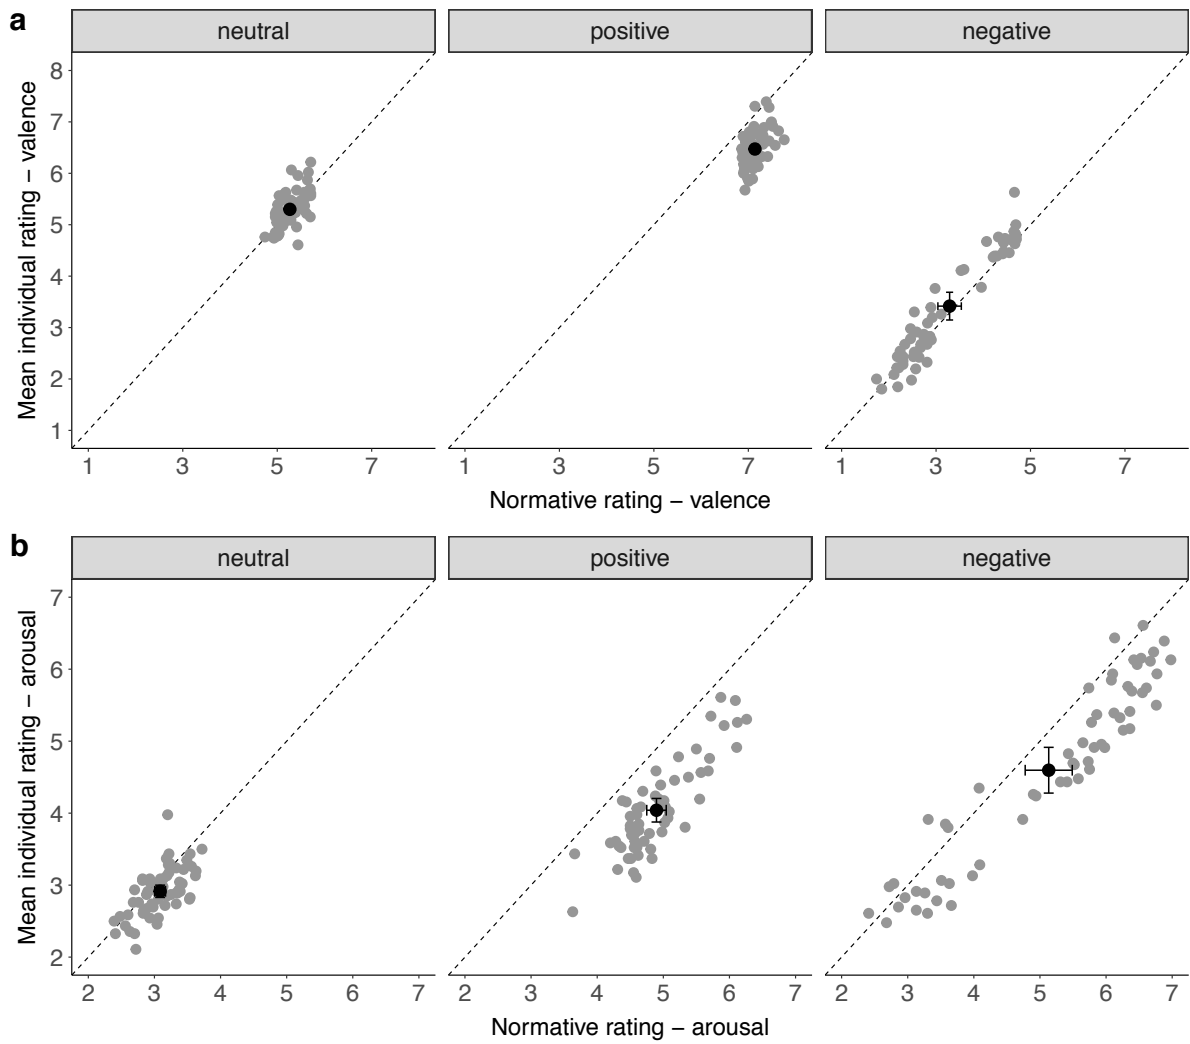 a
neutral positive negative
8
7
6
5
4
3
2
1
Mean individual rating – valence
1 3 5 7 1 3 5 7 1 3 5 7
Normative rating – valence
b
neutral positive negative
7
6
5
4
3
2
Mean individual rating – arousal
2 3 4 5 6 7 2 3 4 5 6 7 2 3 4 5 6 7
Normative rating – arousal